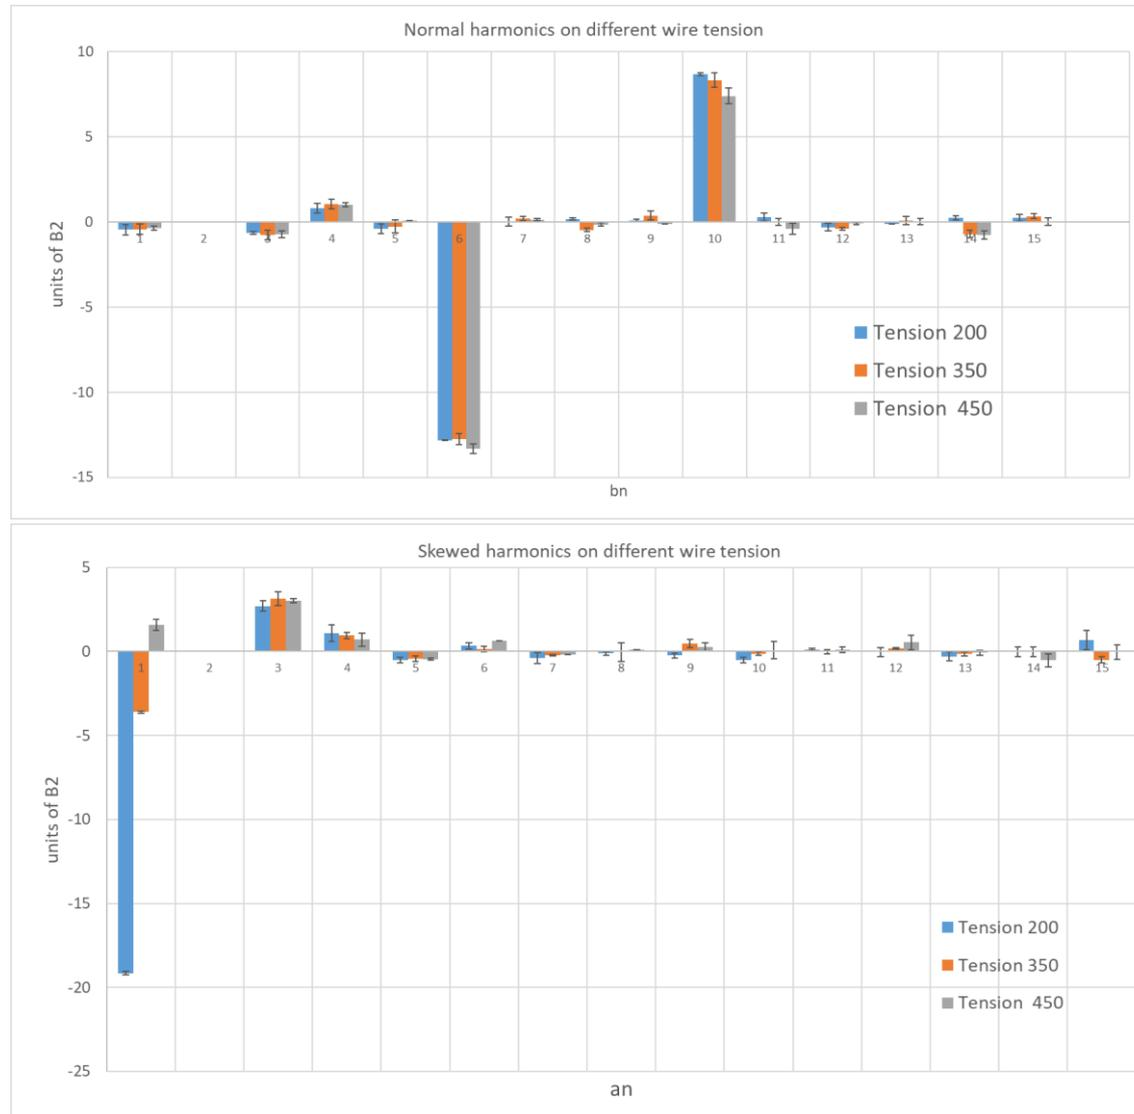 Normal harmonics on different wire tension
10
5
0
-5
-10
-15
units of B2
1 2 3 4 5 6 7 8 9 10 11 12 13 14 15
Tension 200
Tension 350
Tension 450
bn
Skewed harmonics on different wire tension
5
0
-5
-10
-15
-20
-25
units of B2
1 2 3 4 5 6 7 8 9 10 11 12 13 14 15
Tension 200
Tension 350
Tension 450
an